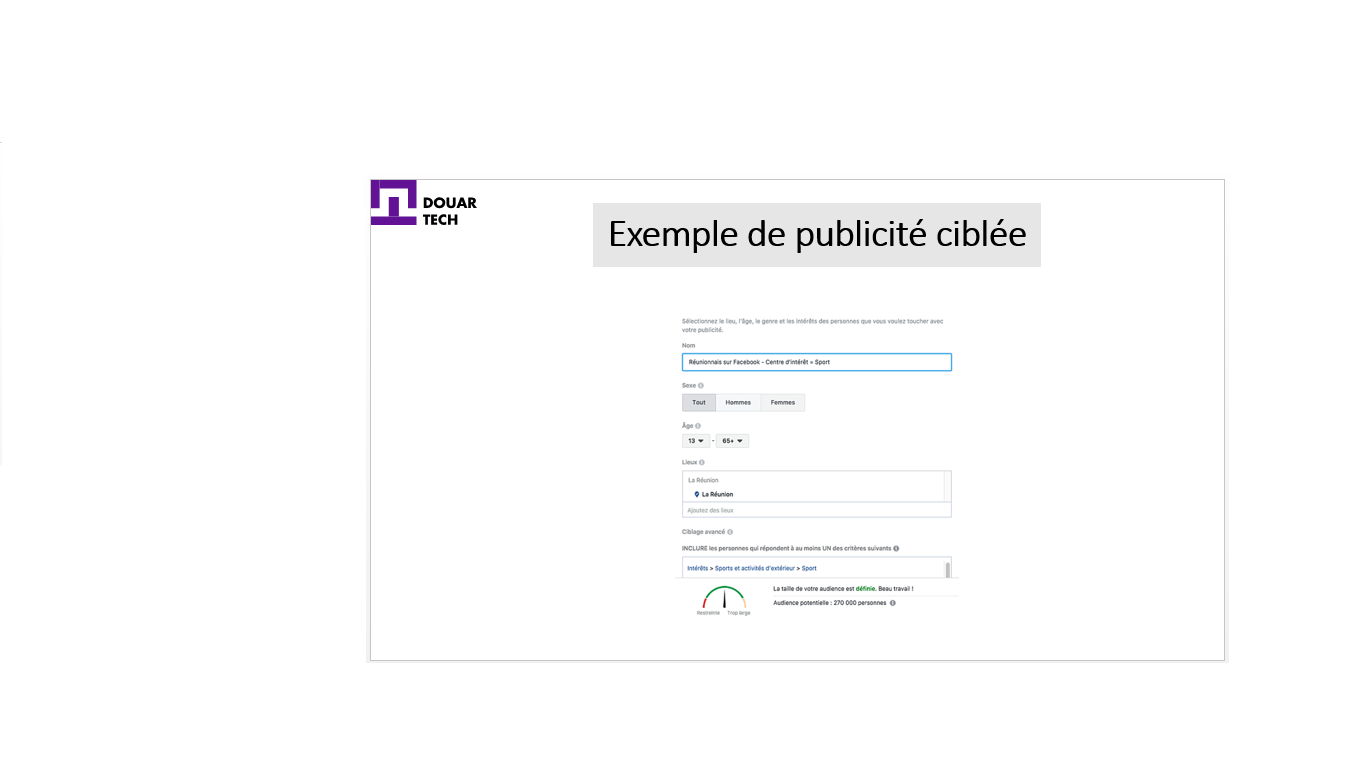 DOUAR
TECH
Exemple de publicité ciblée
Sélectionnez le lieu, l'âge, le genre et les intérêts des personnes que vous voulez toucher avec
votre publicité.
Nom
Réunionnais sur Facebook - Centre d'intérêt = Sport
Sexe
Tout Hommes Femmes
Âge
13 - 65+
Lieux
La Réunion
La Réunion
Ajoutez des lieux
Ciblage avancé
INCLURE les personnes qui répondent à au moins UN des critères suivants
Intérêts > Sports et activités d'extérieur > Sport
La taille de votre audience est définie. Beau travail !
Audience potentielle : 270 000 personnes
Restreinte Trop large